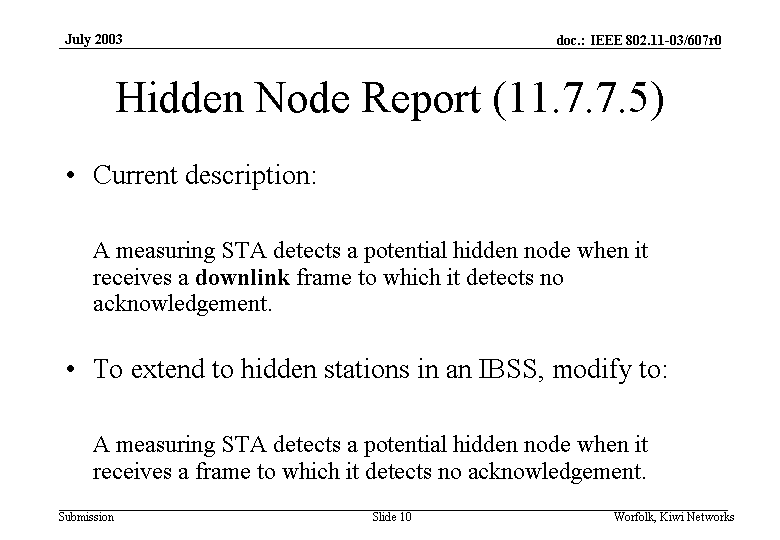 July 2003
doc.: IEEE 802.11-03/607r0
Hidden Node Report (11.7.7.5)
• Current description:
A measuring STA detects a potential hidden node when it
receives a downlink frame to which it detects no
acknowledgement.
• To extend to hidden stations in an IBSS, modify to:
A measuring STA detects a potential hidden node when it
receives a frame to which it detects no acknowledgement.
Submission
Slide 10
Worfolk, Kiwi Networks